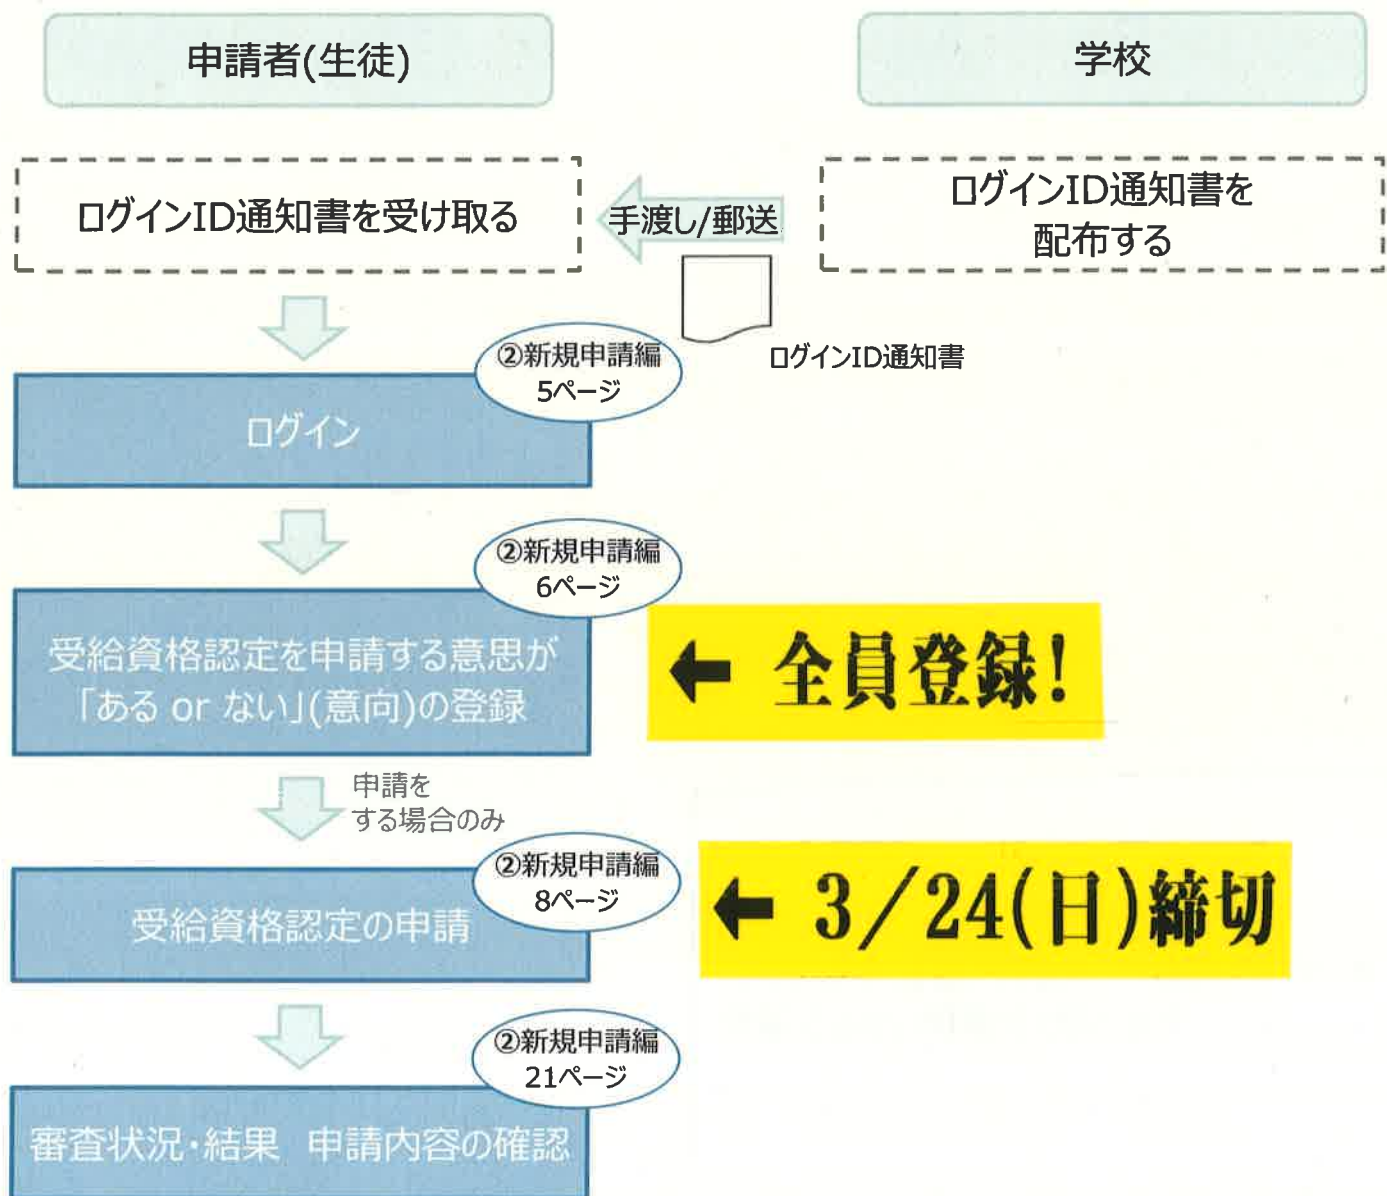 申請者(生徒)
学校
ログインID通知書を受け取る
手渡し/郵送
ログインID通知書を
配布する
ログインID通知書
②新規申請編
5ページ
ログイン
②新規申請編
6ページ
受給資格認定を申請する意思が
「ある or ない」(意向)の登録
← 全員登録!
申請を
する場合のみ
②新規申請編
8ページ
受給資格認定の申請
← 3/24(日)締切
②新規申請編
21ページ
審査状況・結果 申請内容の確認